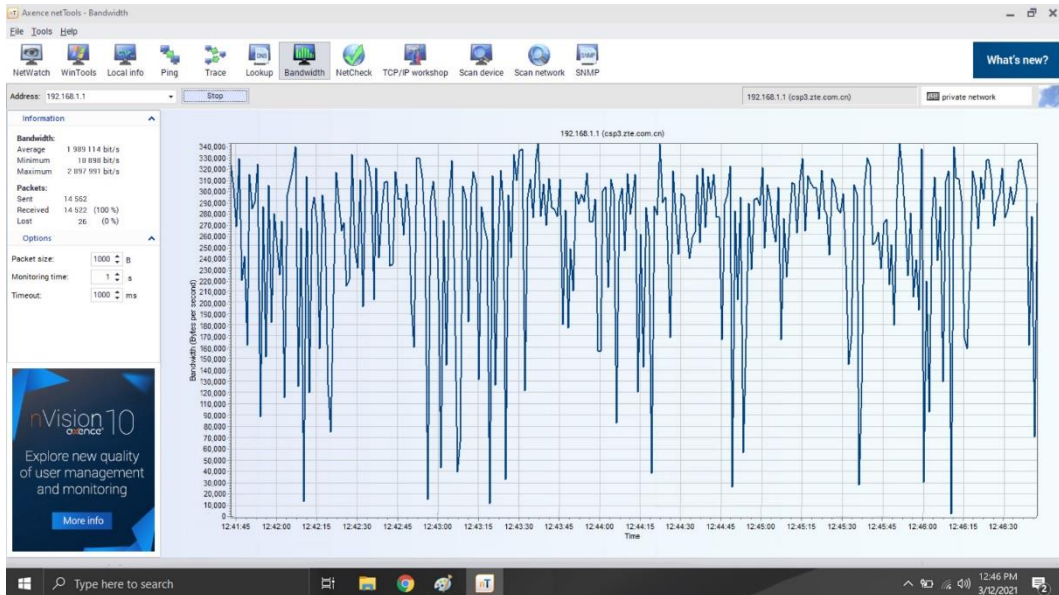 Axence netTools - Bandwidth
File Tools Help
NetWatch WinTools Local info Ping Trace Lookup Bandwidth NetCheck TCP/IP workshop Scan device Scan network SNMP
What's new?
Address: 192.168.1.1 Stop 192.168.1.1 (csp3.zte.com.cn) private network
Information
Bandwidth:
Average 1 989 114 bit/s
Minimum 10 898 bit/s
Maximum 2 897 991 bit/s
Packets:
Sent 14 562
Received 14 522 (100 %)
Lost 26 (0 %)
Options
Packet size: 1000 B
Monitoring time: 1 s
Timeout: 1000 ms
nVision 10
axence
Explore new quality
of user management
and monitoring
More info
192.168.1.1 (csp3.zte.com.cn)
Bandwidth (Bytes per second)
340,000
330,000
320,000
310,000
300,000
290,000
280,000
270,000
260,000
250,000
240,000
230,000
220,000
210,000
200,000
190,000
180,000
170,000
160,000
150,000
140,000
130,000
120,000
110,000
100,000
90,000
80,000
70,000
60,000
50,000
40,000
30,000
20,000
10,000
0
12:41:45 12:42:00 12:42:15 12:42:30 12:42:45 12:43:00 12:43:15 12:43:30 12:43:45 12:44:00 12:44:15 12:44:30 12:44:45 12:45:00 12:45:15 12:45:30 12:45:45 12:46:00 12:46:15 12:46:30
Time
Type here to search
12:46 PM
3/12/2021
2